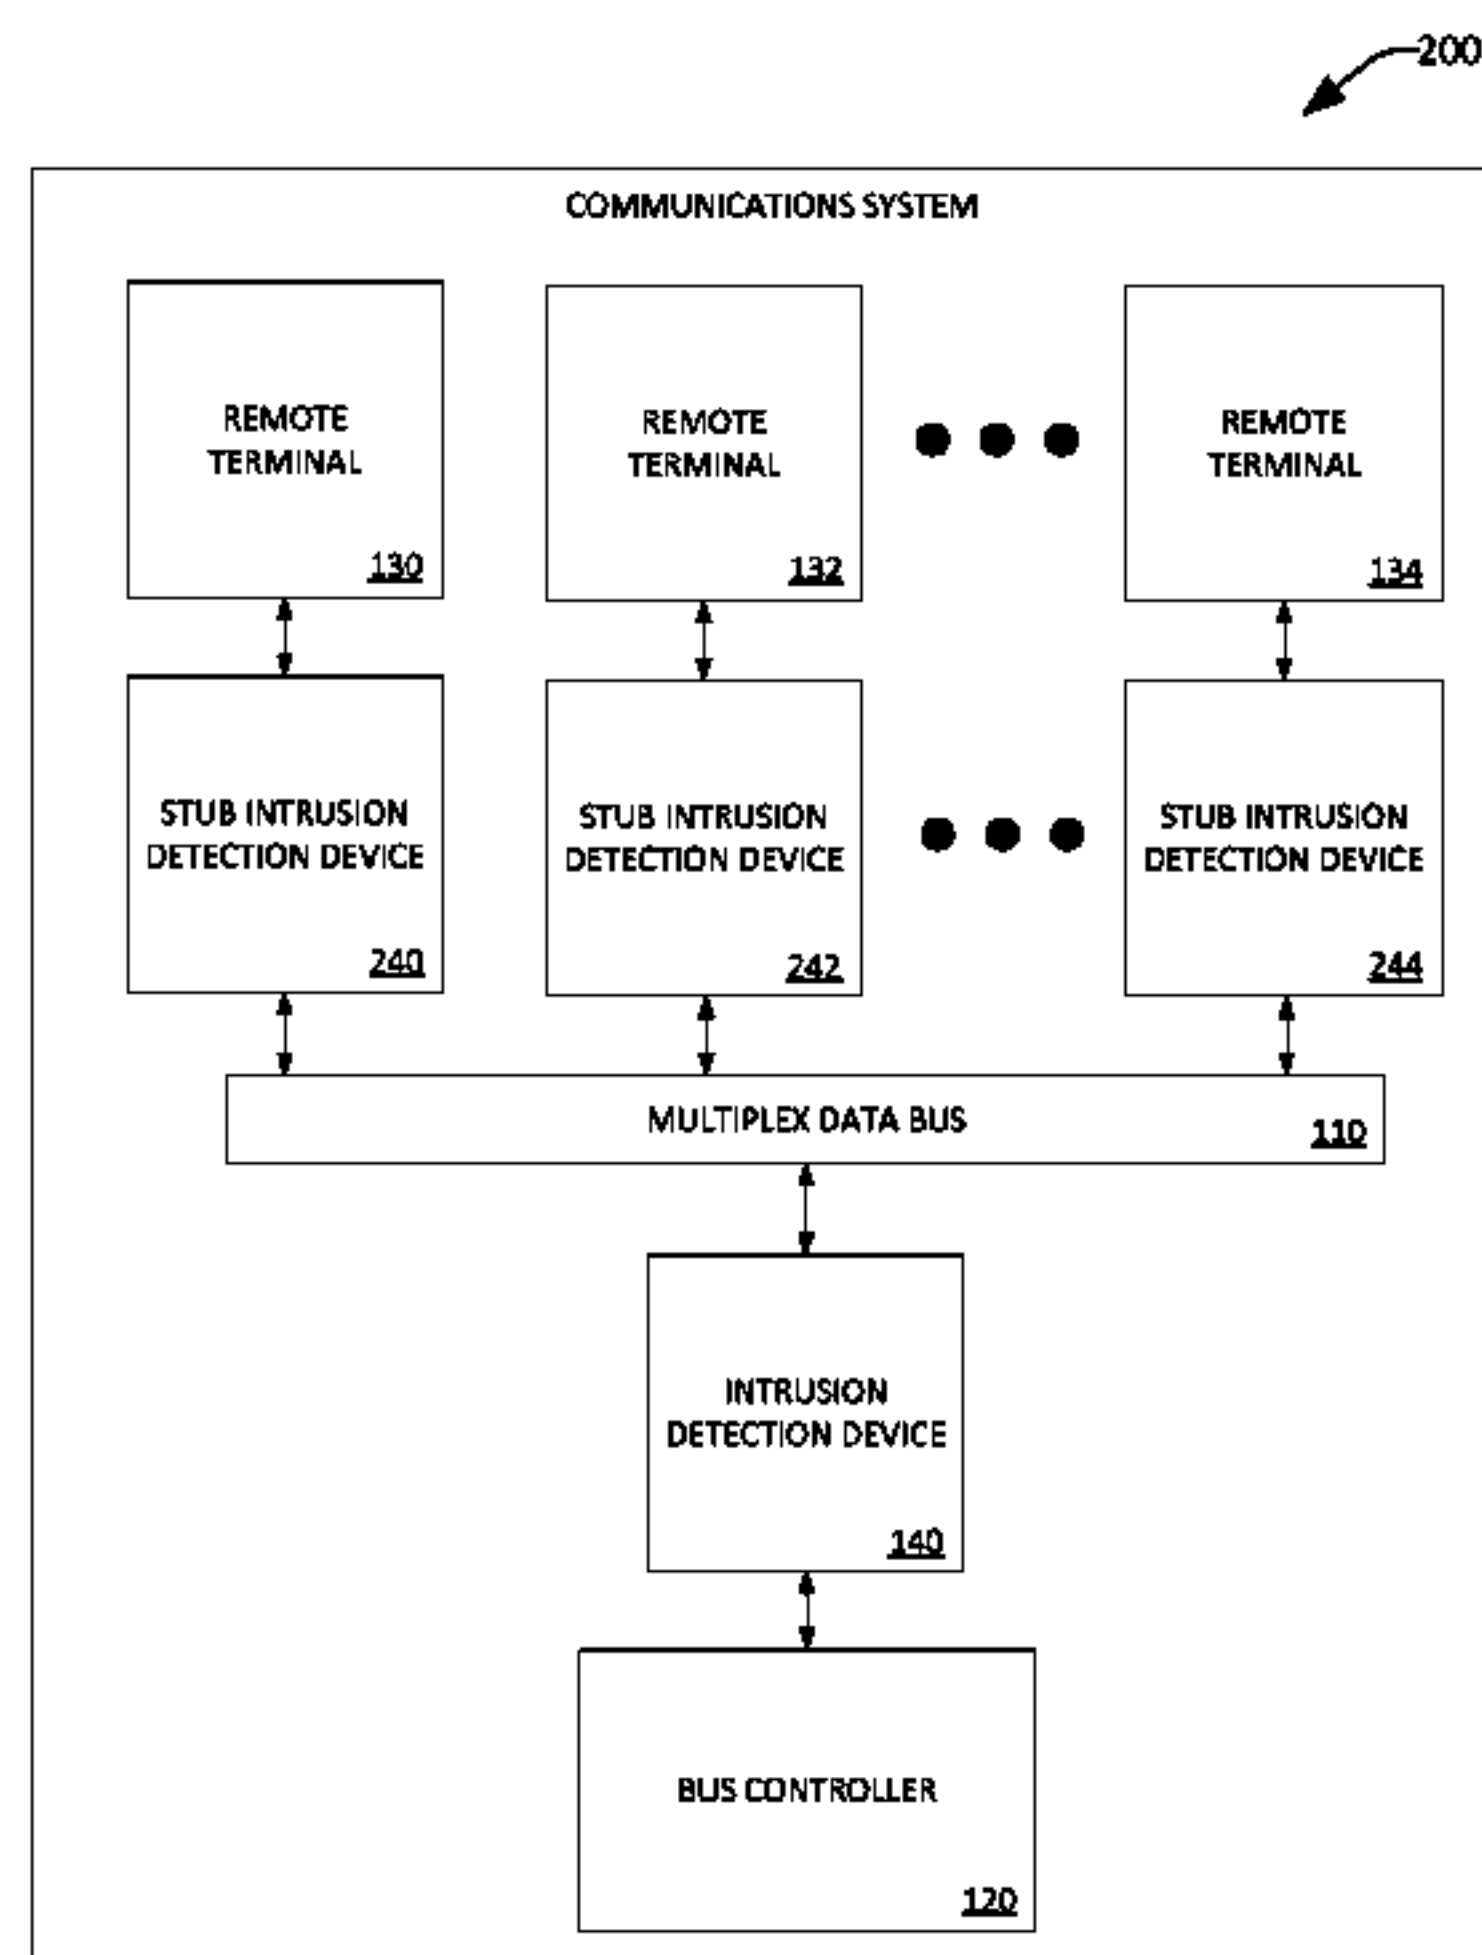 200
COMMUNICATIONS SYSTEM
REMOTE
TERMINAL
130
REMOTE
TERMINAL
132
REMOTE
TERMINAL
134
STUB INTRUSION
DETECTION DEVICE
240
STUB INTRUSION
DETECTION DEVICE
242
STUB INTRUSION
DETECTION DEVICE
244
MULTIPLEX DATA BUS
110
INTRUSION
DETECTION DEVICE
140
BUS CONTROLLER
120